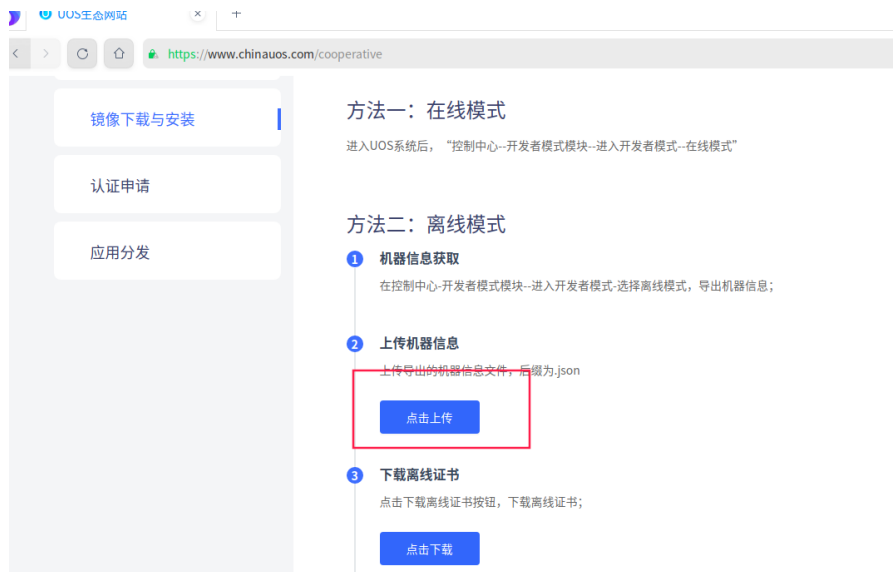 UOS生态网站
https://www.chinauos.com/cooperative
镜像下载与安装
认证申请
应用分发
方法一：在线模式
进入UOS系统后，“控制中心--开发者模式模块--进入开发者模式--在线模式”
方法二：离线模式
1 机器信息获取
在控制中心-开发者模式模块--进入开发者模式-选择离线模式，导出机器信息；
2 上传机器信息
上传导出的机器信息文件，后缀为.json
点击上传
3 下载离线证书
点击下载离线证书按钮，下载离线证书；
点击下载